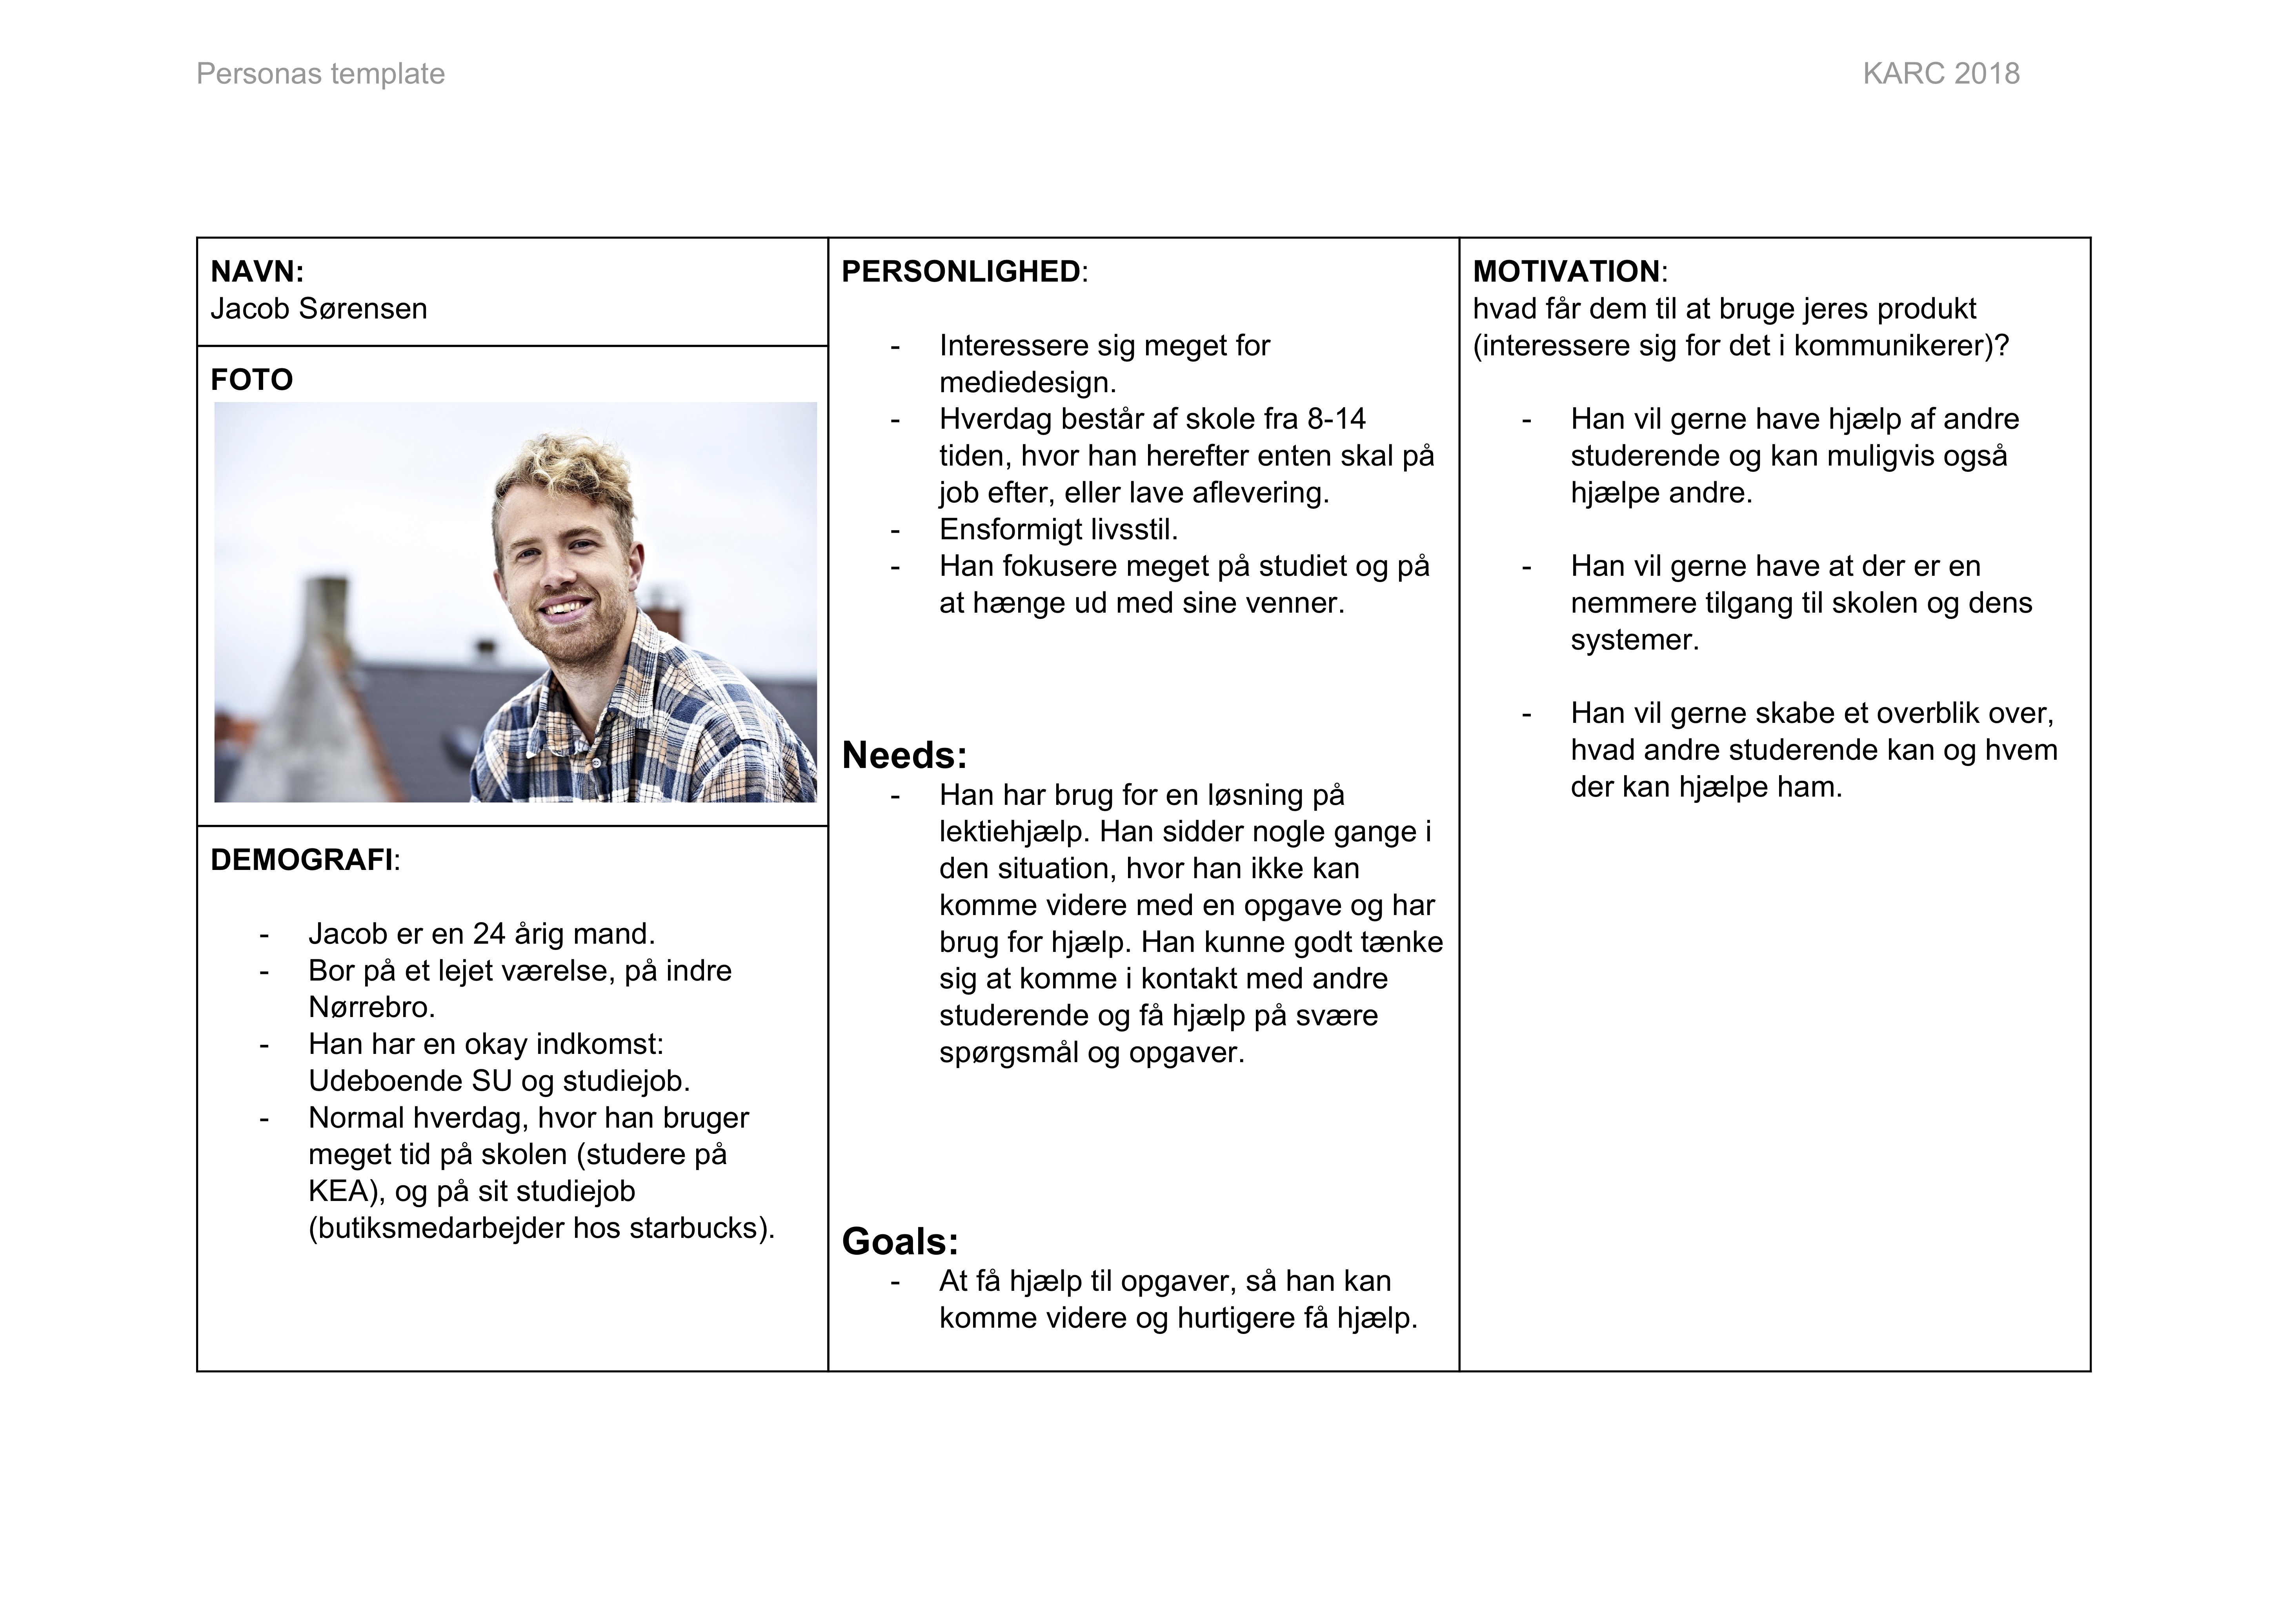 Personas template
KARC 2018
NAVN:
Jacob Sørensen
FOTO
DEMOGRAFI:
- Jacob er en 24 årig mand.
- Bor på et lejet værelse, på indre
Nørrebro.
- Han har en okay indkomst:
Udeboende SU og studiejob.
- Normal hverdag, hvor han bruger
meget tid på skolen (studere på
KEA), og på sit studiejob
(butiksmedarbejder hos starbucks).
PERSONLIGHED:
- Interessere sig meget for
mediedesign.
- Hverdag består af skole fra 8-14
tiden, hvor han herefter enten skal på
job efter, eller lave aflevering.
- Ensformigt livsstil.
- Han fokusere meget på studiet og på
at hænge ud med sine venner.
Needs:
- Han har brug for en løsning på
lektiehjælp. Han sidder nogle gange i
den situation, hvor han ikke kan
komme videre med en opgave og har
brug for hjælp. Han kunne godt tænke
sig at komme i kontakt med andre
studerende og få hjælp på svære
spørgsmål og opgaver.
Goals:
- At få hjælp til opgaver, så han kan
komme videre og hurtigere få hjælp.
MOTIVATION:
hvad får dem til at bruge jeres produkt
(interessere sig for det i kommunikerer)?
- Han vil gerne have hjælp af andre
studerende og kan muligvis også
hjælpe andre.
- Han vil gerne have at der er en
nemmere tilgang til skolen og dens
systemer.
- Han vil gerne skabe et overblik over,
hvad andre studerende kan og hvem
der kan hjælpe ham.